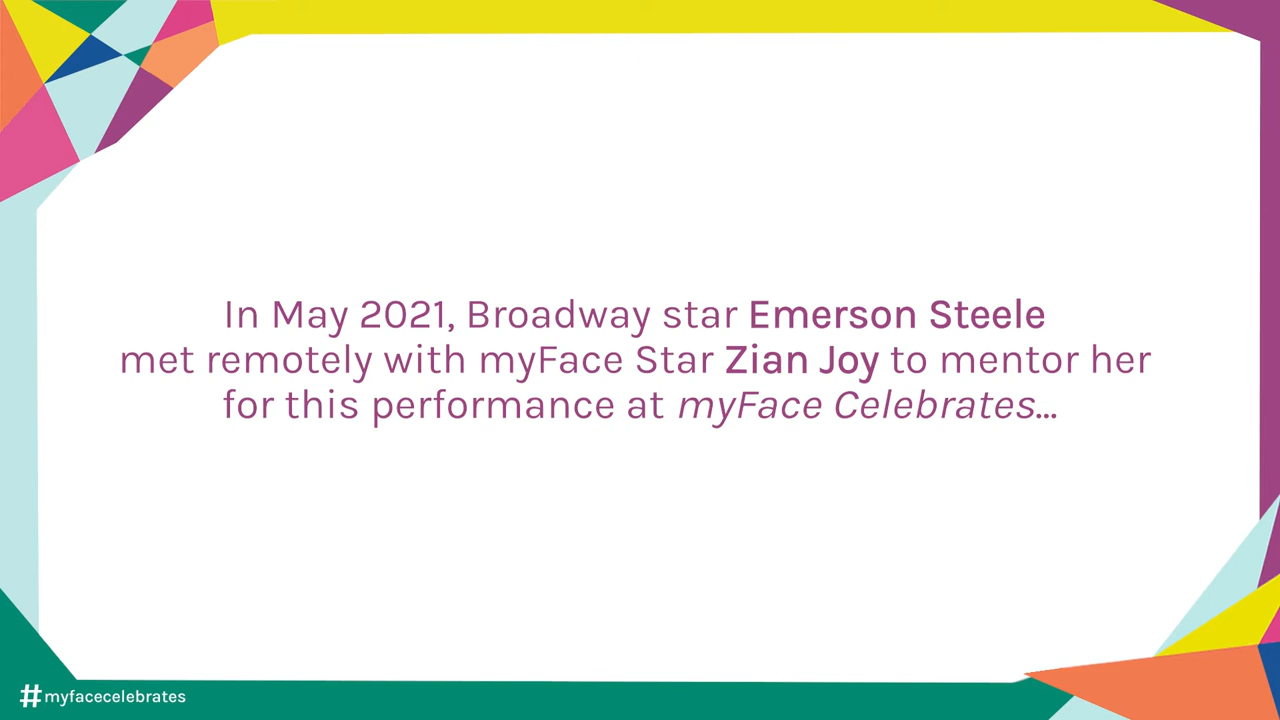 In May 2021, Broadway star Emerson Steele
met remotely with myFace Star Zian Joy to mentor her
for this performance at myFace Celebrates...
#myfacecelebrates